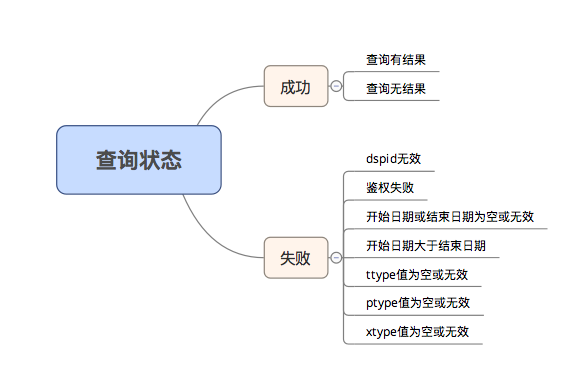 查询状态
成功
查询有结果
查询无结果
失败
dspid无效
鉴权失败
开始日期或结束日期为空或无效
开始日期大于结束日期
ttype值为空或无效
ptype值为空或无效
xtype值为空或无效